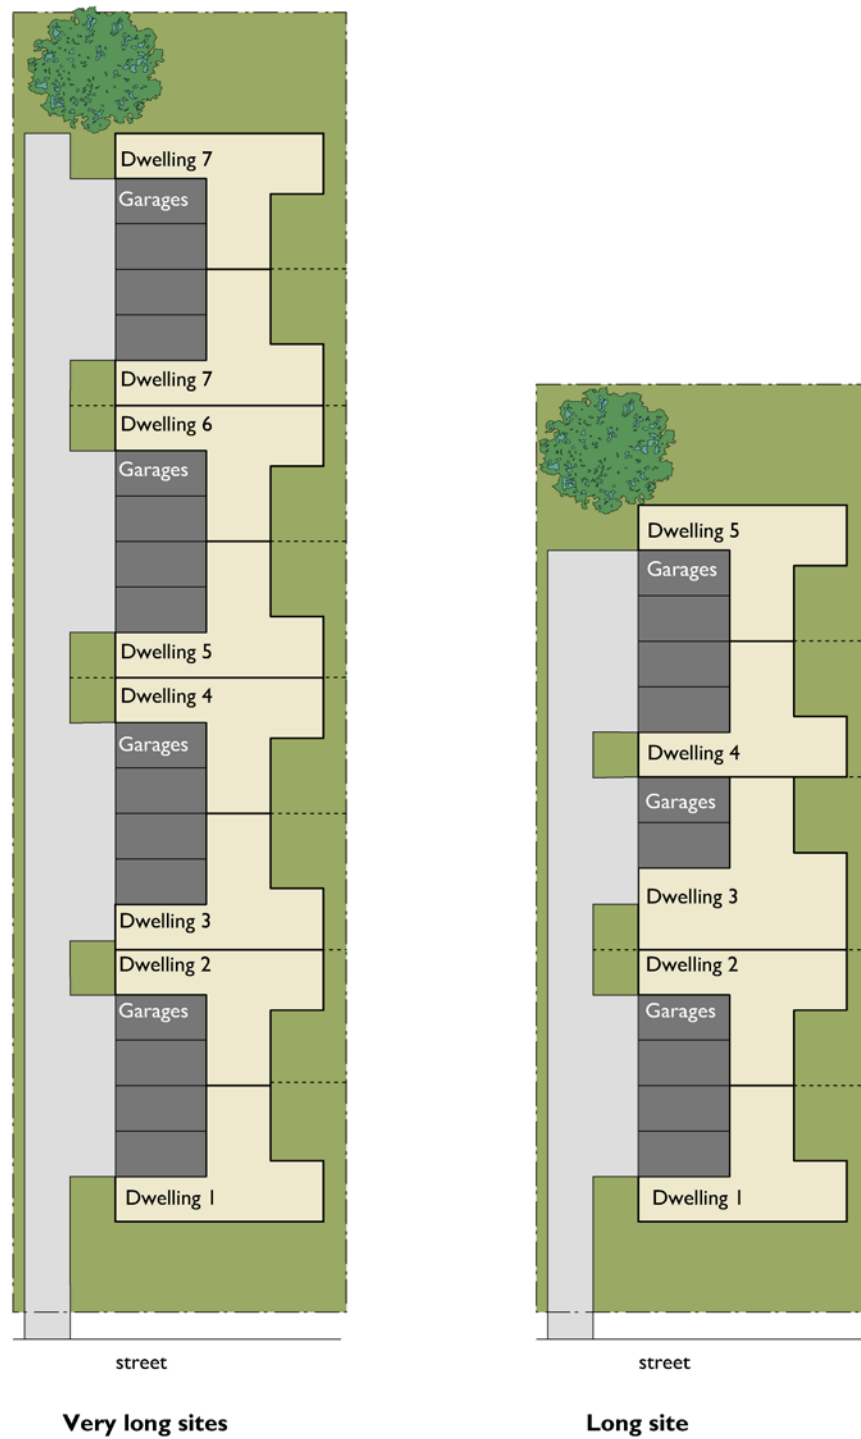 Dwelling 7
Garages
Dwelling 7
Dwelling 6
Garages
Dwelling 5
Dwelling 4
Garages
Dwelling 3
Dwelling 2
Garages
Dwelling 1
street
Very long sites
Dwelling 5
Garages
Dwelling 4
Garages
Dwelling 3
Dwelling 2
Garages
Dwelling 1
street
Long site